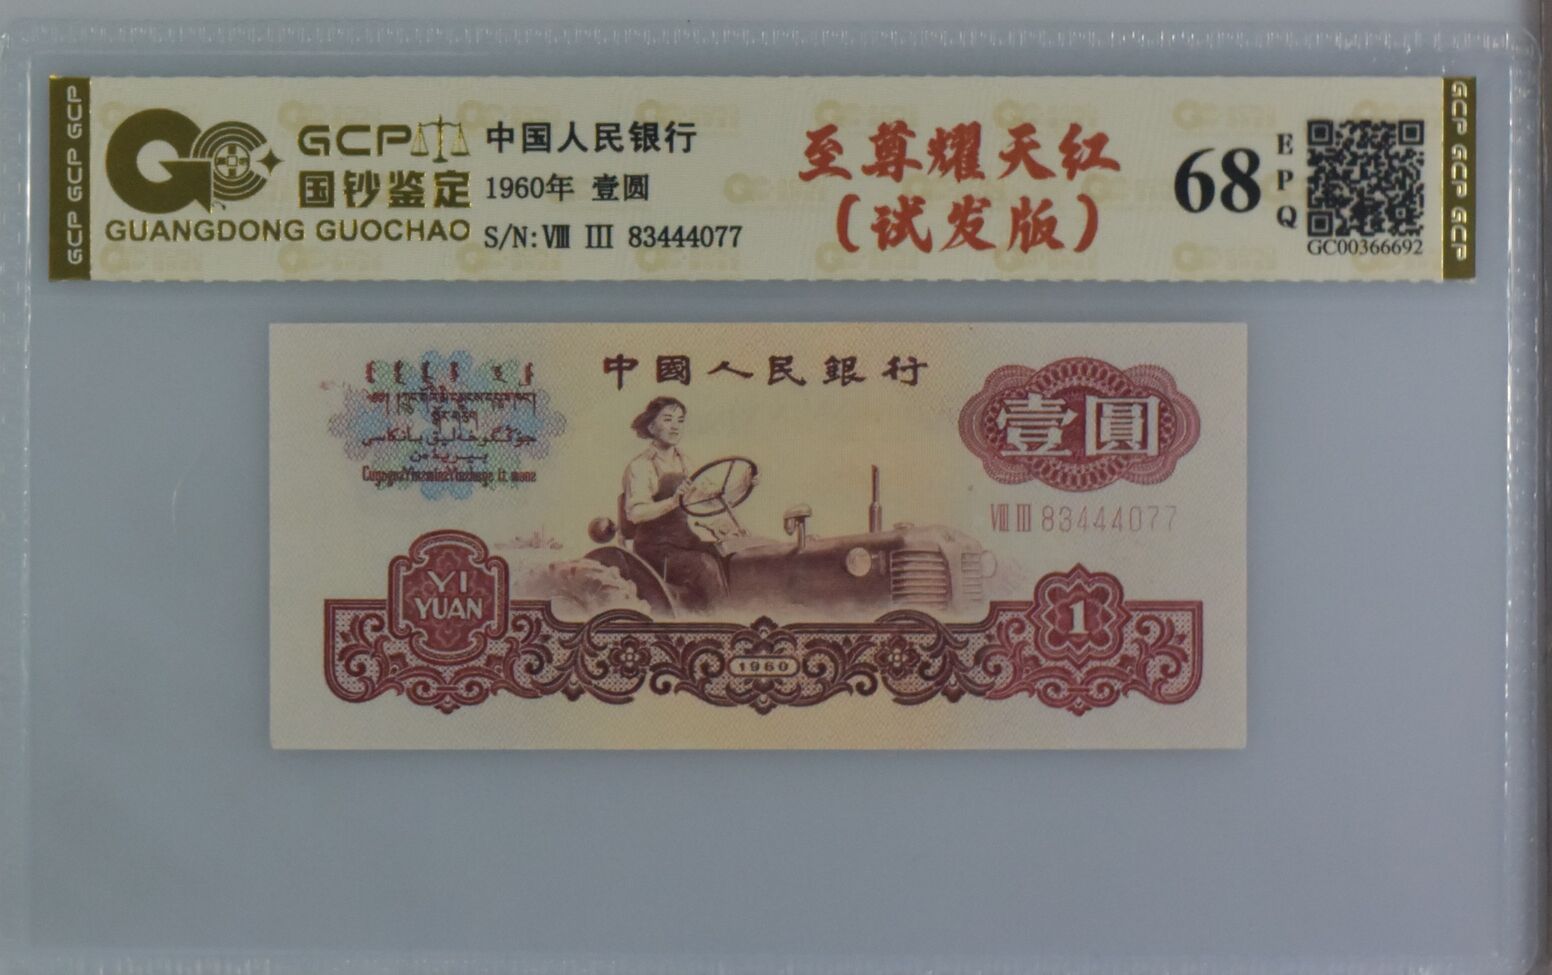 GCP GCP GCP
GCP
国钞鉴定
GUANGDONG GUOCHAO
中国人民银行
1960年 壹圆
S/N:Ⅷ Ⅲ 83444077
至尊耀天红
(试发版)
68
EPQ
GC00366692
GCP GCP GCP
中國人民銀行
壹圓
Ⅷ Ⅲ 83444077
YI
YUAN
1960
1